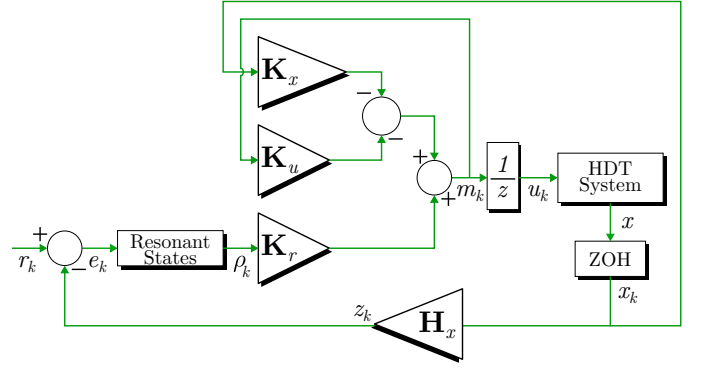 K_x
−
−
K_u
+
+
m_k
1
z
u_k
HDT
System
x
ZOH
x_k
+
r_k
−
e_k
Resonant
States
ρ_k
K_r
z_k
H_x